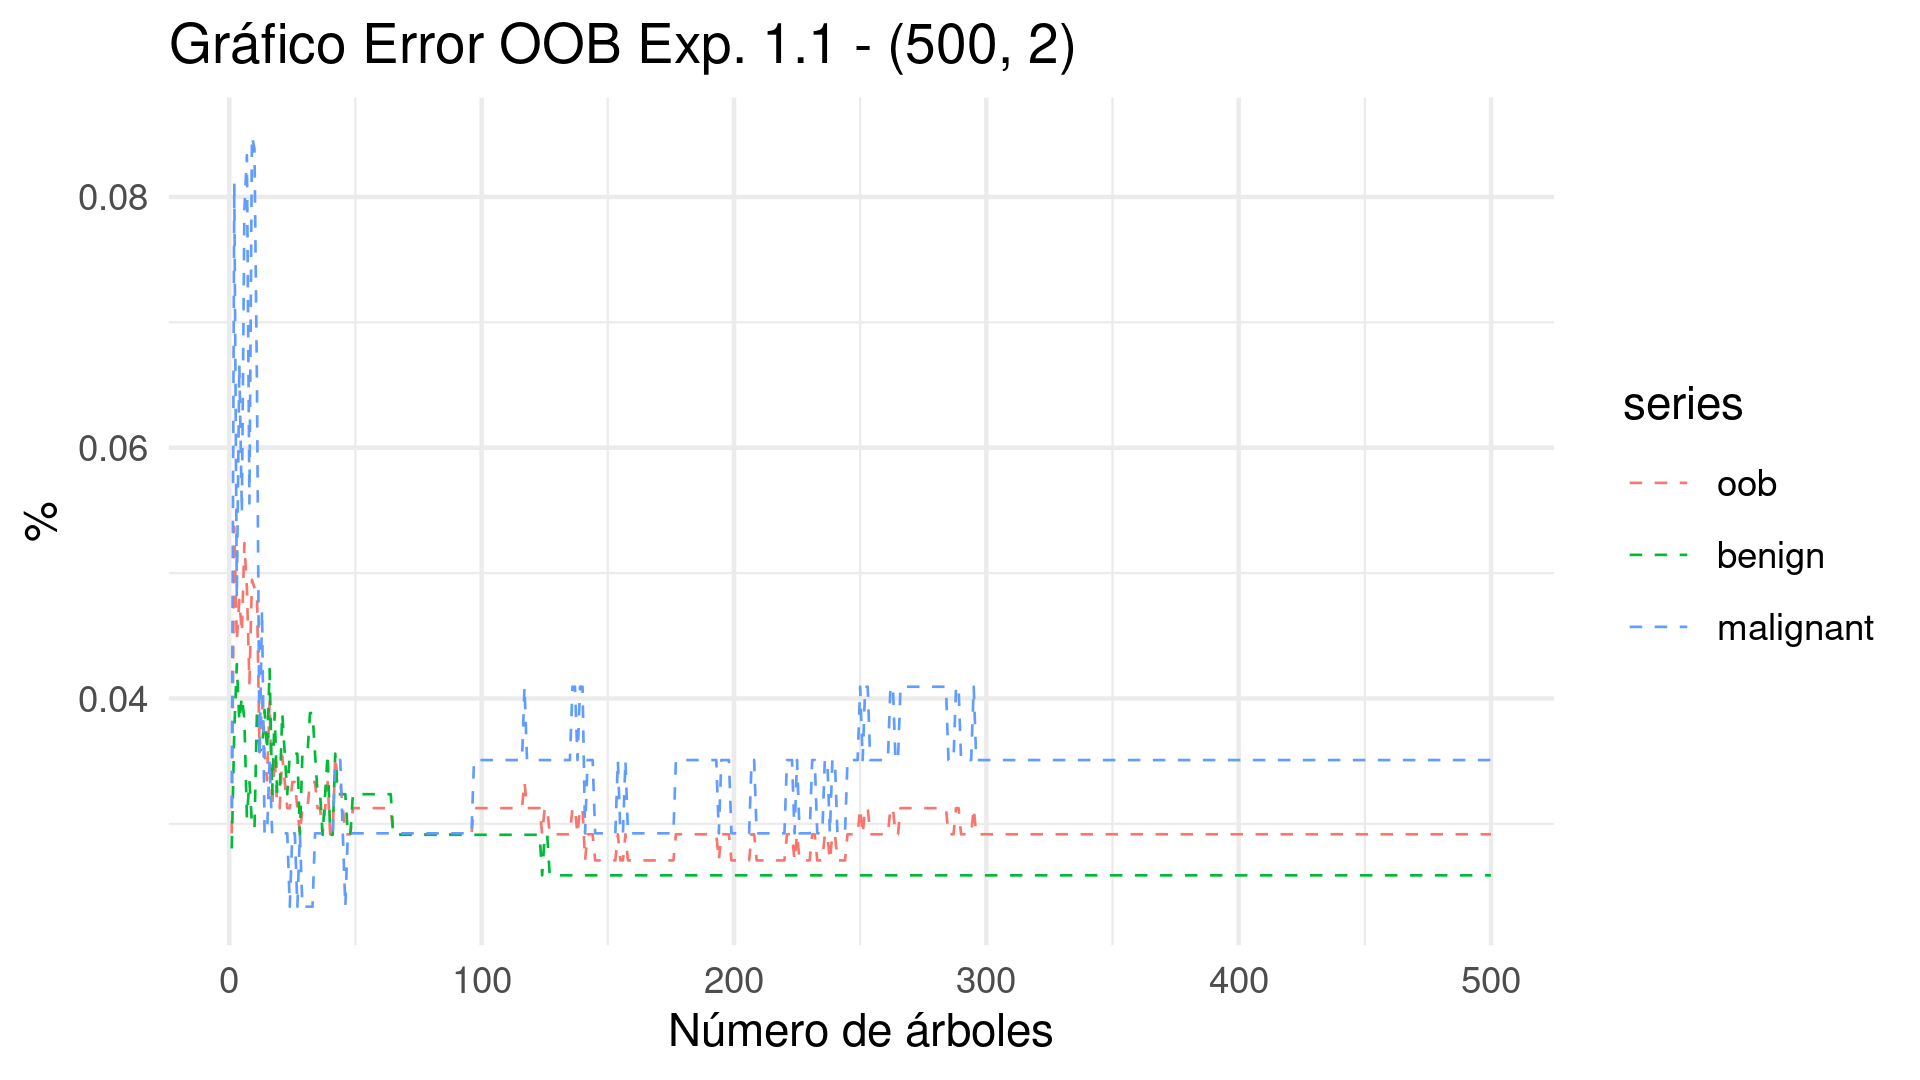 Gráfico Error OOB Exp. 1.1 - (500, 2)
%
0.08
0.06
0.04
0
100
200
300
400
500
Número de árboles
series
oob
benign
malignant